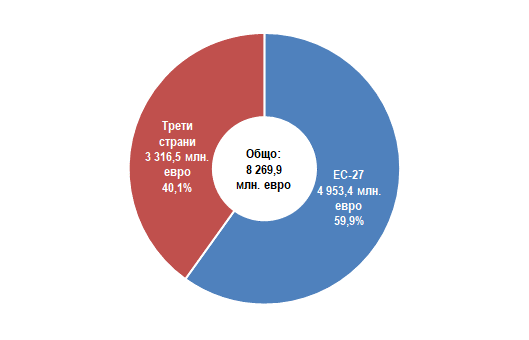 Трети
страни
3 316,5 млн.
евро
40,1%
Общо:
8 269,9
млн. евро
ЕС-27
4 953,4 млн.
евро
59,9%